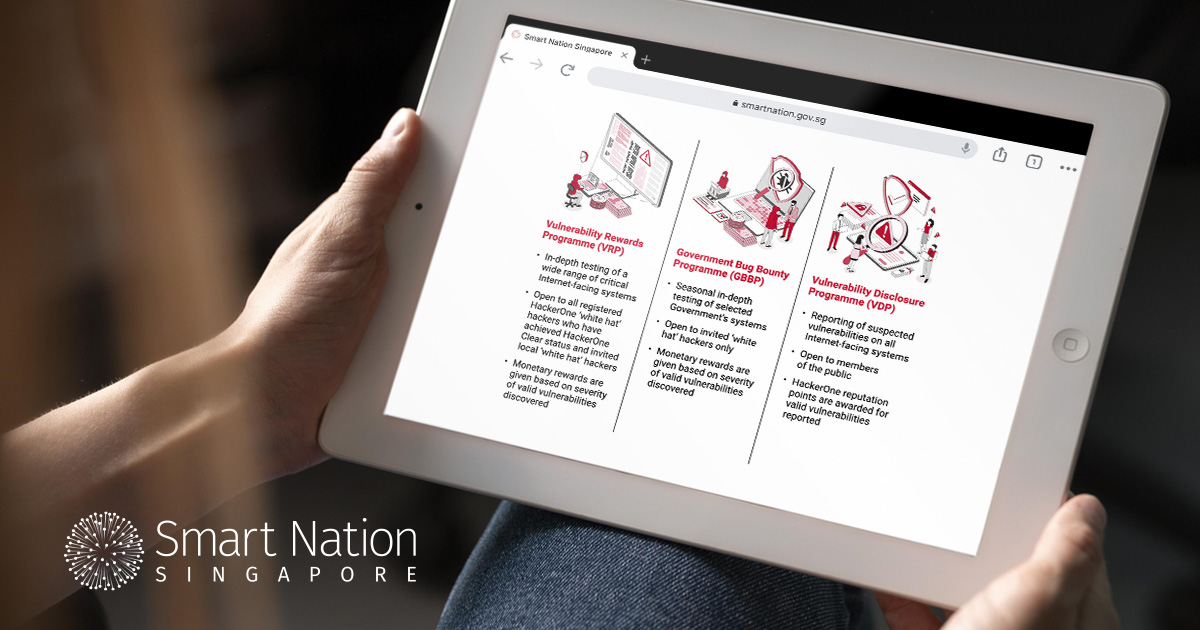 Smart Nation Singapore
smartnation.gov.sg
1
Vulnerability Rewards
Programme (VRP)
• In-depth testing of a
wide range of critical
Internet-facing systems
• Open to all registered
HackerOne 'white hat'
hackers who have
achieved HackerOne
Clear status and invited
local 'white hat' hackers
• Monetary rewards are
given based on severity
of valid vulnerabilities
discovered
Government Bug Bounty
Programme (GBBP)
• Seasonal in-depth
testing of selected
Government's systems
• Open to invited 'white
hat' hackers only
• Monetary rewards are
given based on severity
of valid vulnerabilities
discovered
Vulnerability Disclosure
Programme (VDP)
• Reporting of suspected
vulnerabilities on all
Internet-facing systems
• Open to members
of the public
• HackerOne reputation
points are awarded for
valid vulnerabilities
reported
Smart Nation
SINGAPORE